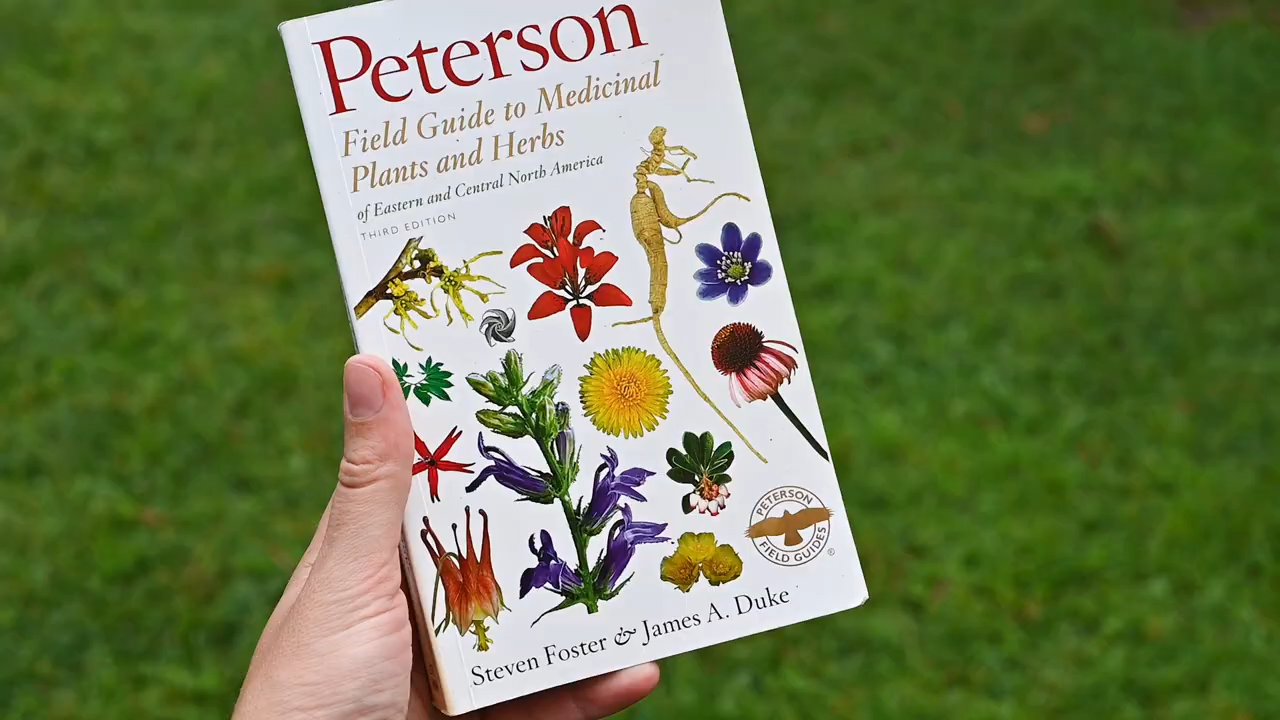 Peterson
Field Guide to Medicinal
Plants and Herbs
of Eastern and Central North America
THIRD EDITION
PETERSON
FIELD GUIDES
®
Steven Foster & James A. Duke